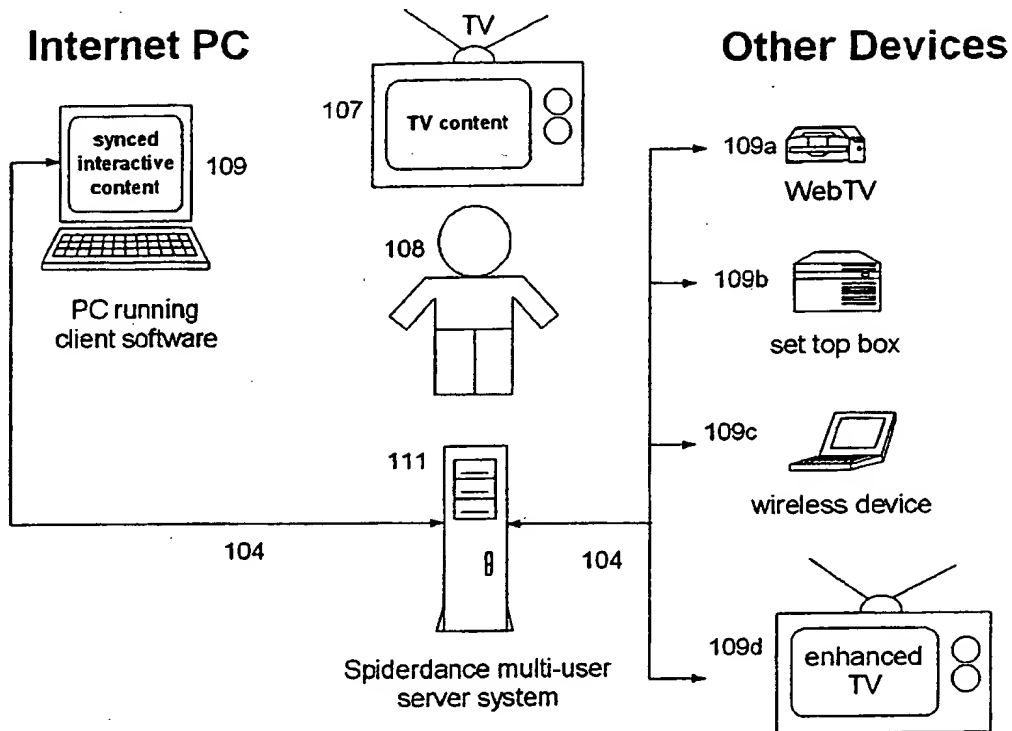 Internet PC
TV
Other Devices
107
TV content
synced
interactive
content
109
109a
WebTV
108
PC running
client software
109b
set top box
111
109c
wireless device
104
104
Spiderdance multi-user
server system
109d
enhanced
TV